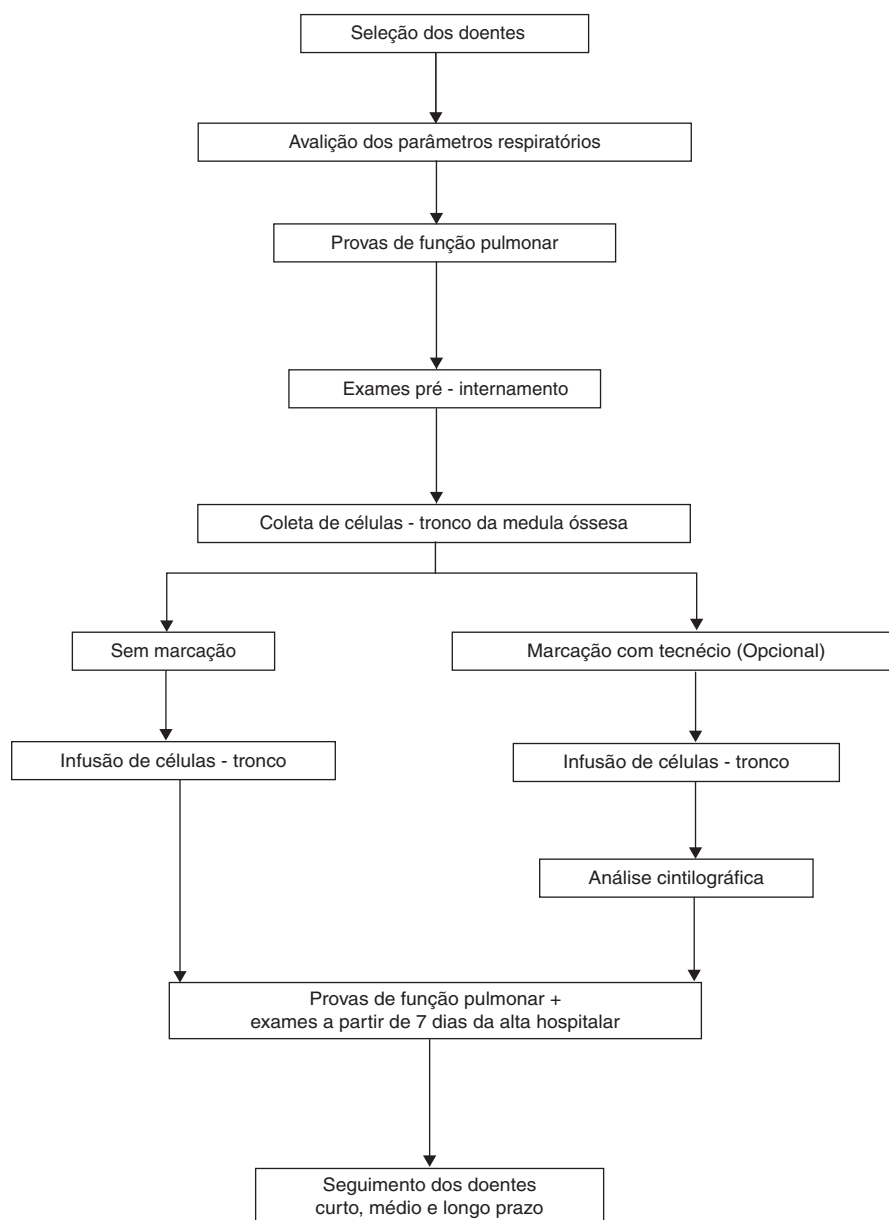 Seleção dos doentes
Avalição dos parâmetros respiratórios
Provas de função pulmonar
Exames pré - internamento
Coleta de células - tronco da medula óssesa
Sem marcação
Marcação com tecnécio (Opcional)
Infusão de células - tronco
Infusão de células - tronco
Análise cintilográfica
Provas de função pulmonar +
exames a partir de 7 dias da alta hospitalar
Seguimento dos doentes
curto, médio e longo prazo